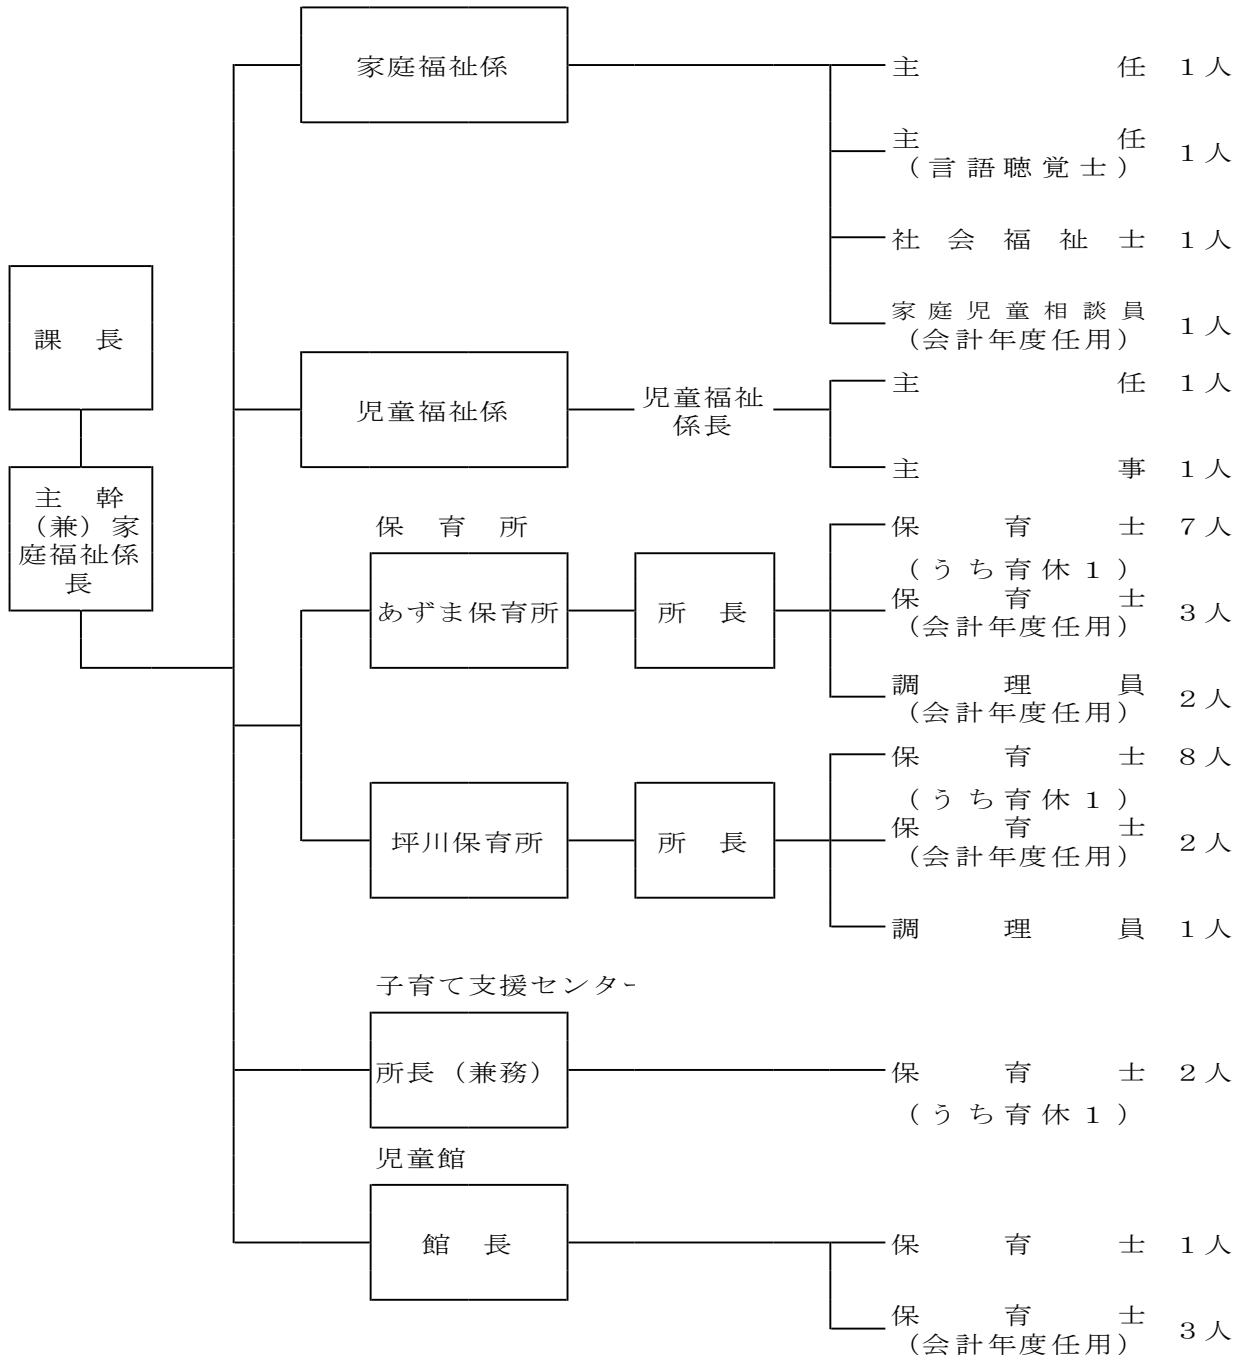 家庭福祉係
主任 1人
主任 1人
(言語聴覚士)
社会福祉士 1人
家庭児童相談員 1人
(会計年度任用)
課 長
主 幹
(兼)家
庭福祉係
長
児童福祉係
児童福祉
係長
主任 1人
主事 1人
保 育 所
あずま保育所
所 長
保育士 7人
(うち育休1)
保育士 3人
(会計年度任用)
調理員 2人
(会計年度任用)
坪川保育所
所 長
保育士 8人
(うち育休1)
保育士 2人
(会計年度任用)
調理員 1人
子育て支援センター
所長(兼務)
保育士 2人
(うち育休1)
児童館
館 長
保育士 1人
保育士 3人
(会計年度任用)